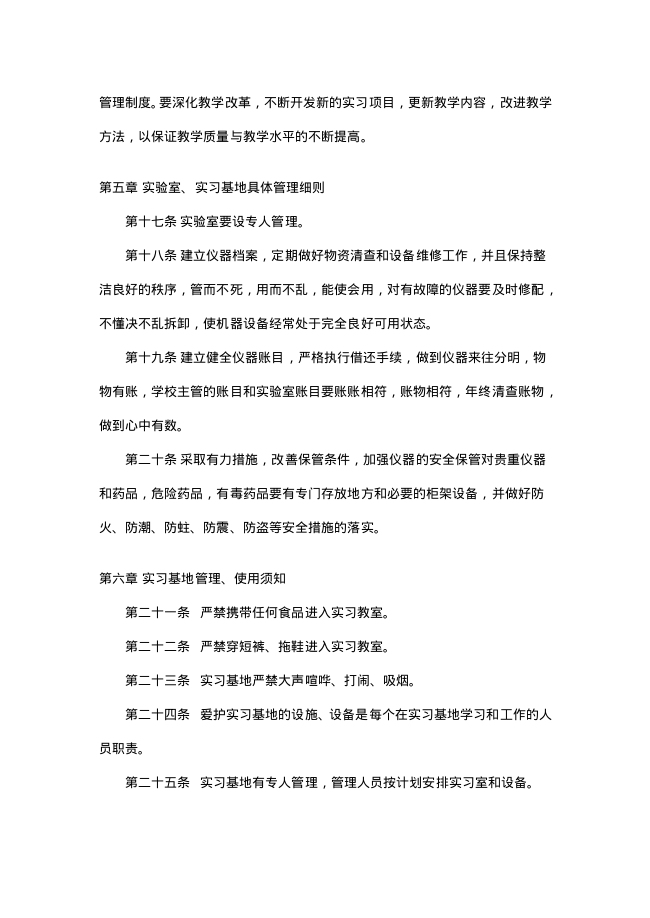 管理制度。要深化教学改革，不断开发新的实习项目，更新教学内容，改进教学
方法，以保证教学质量与教学水平的不断提高。
第五章 实验室、实习基地具体管理细则
第十七条 实验室要设专人管理。
第十八条 建立仪器档案，定期做好物资清查和设备维修工作，并且保持整
洁良好的秩序，管而不死，用而不乱，能使会用，对有故障的仪器要及时修配，
不懂决不乱拆卸，使机器设备经常处于完全良好可用状态。
第十九条 建立健全仪器账目，严格执行借还手续，做到仪器来往分明，物
物有账，学校主管的账目和实验室账目要账账相符，账物相符，年终清查账物，
做到心中有数。
第二十条 采取有力措施，改善保管条件，加强仪器的安全保管对贵重仪器
和药品，危险药品，有毒药品要有专门存放地方和必要的柜架设备，并做好防
火、防潮、防蛀、防震、防盗等安全措施的落实。
第六章 实习基地管理、使用须知
第二十一条 严禁携带任何食品进入实习教室。
第二十二条 严禁穿短裤、拖鞋进入实习教室。
第二十三条 实习基地严禁大声喧哗、打闹、吸烟。
第二十四条 爱护实习基地的设施、设备是每个在实习基地学习和工作的人
员职责。
第二十五条 实习基地有专人管理，管理人员按计划安排实习室和设备。